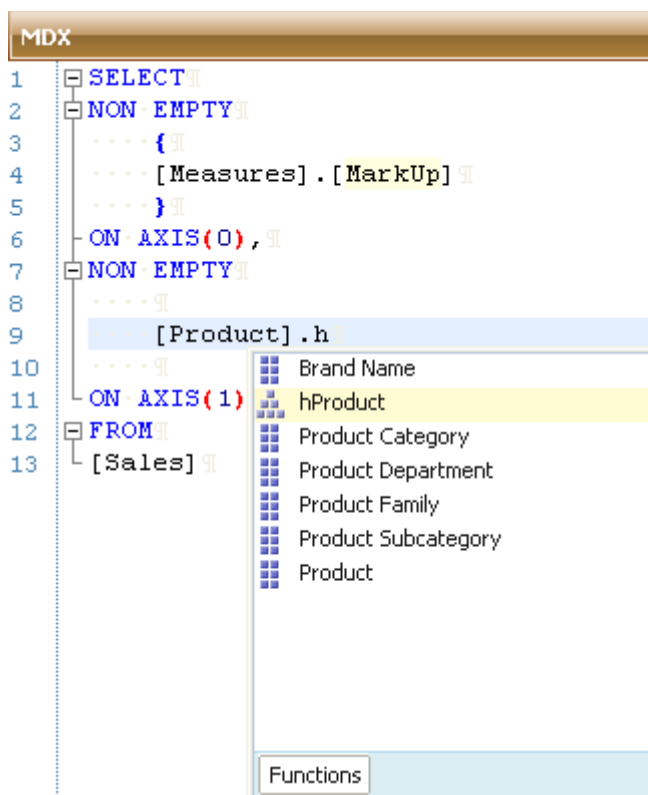 MDX
1 SELECT¶
2 NON·EMPTY¶
3 ····{¶
4 ····[Measures].[MarkUp]¶
5 ····}¶
6 ON·AXIS(0),¶
7 NON·EMPTY¶
8 ····¶
9 ····[Product].h¶
10 ····¶
11 ON·AXIS(1)
12 FROM¶
13 [Sales]¶
Brand Name
hProduct
Product Category
Product Department
Product Family
Product Subcategory
Product
Functions